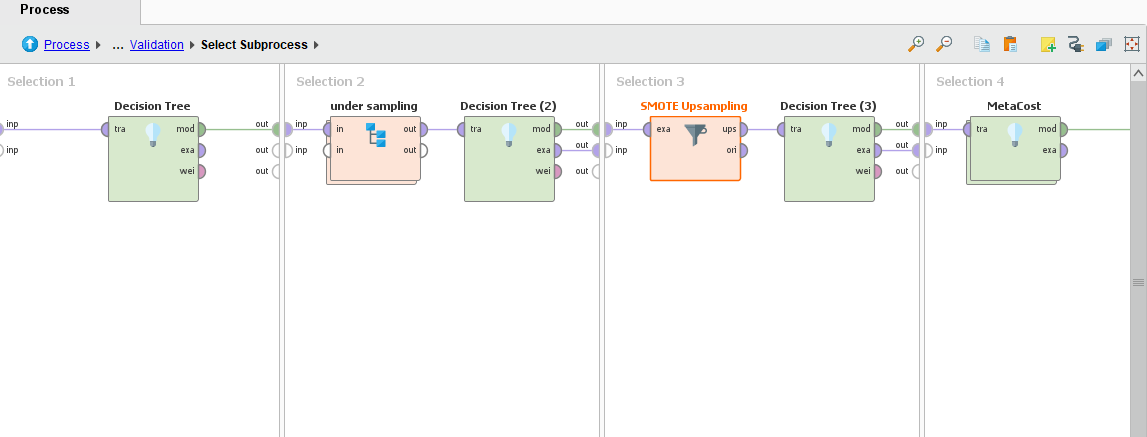 Process
Process ... Validation Select Subprocess
Selection 1
Decision Tree
inp tra mod out
inp exa out
wei out
Selection 2
under sampling Decision Tree (2)
inp in out tra mod out
inp in out exa out
wei out
Selection 3
SMOTE Upsampling Decision Tree (3)
inp exa ups tra mod out
inp ori exa out
wei out
Selection 4
MetaCost
inp tra mod
inp exa